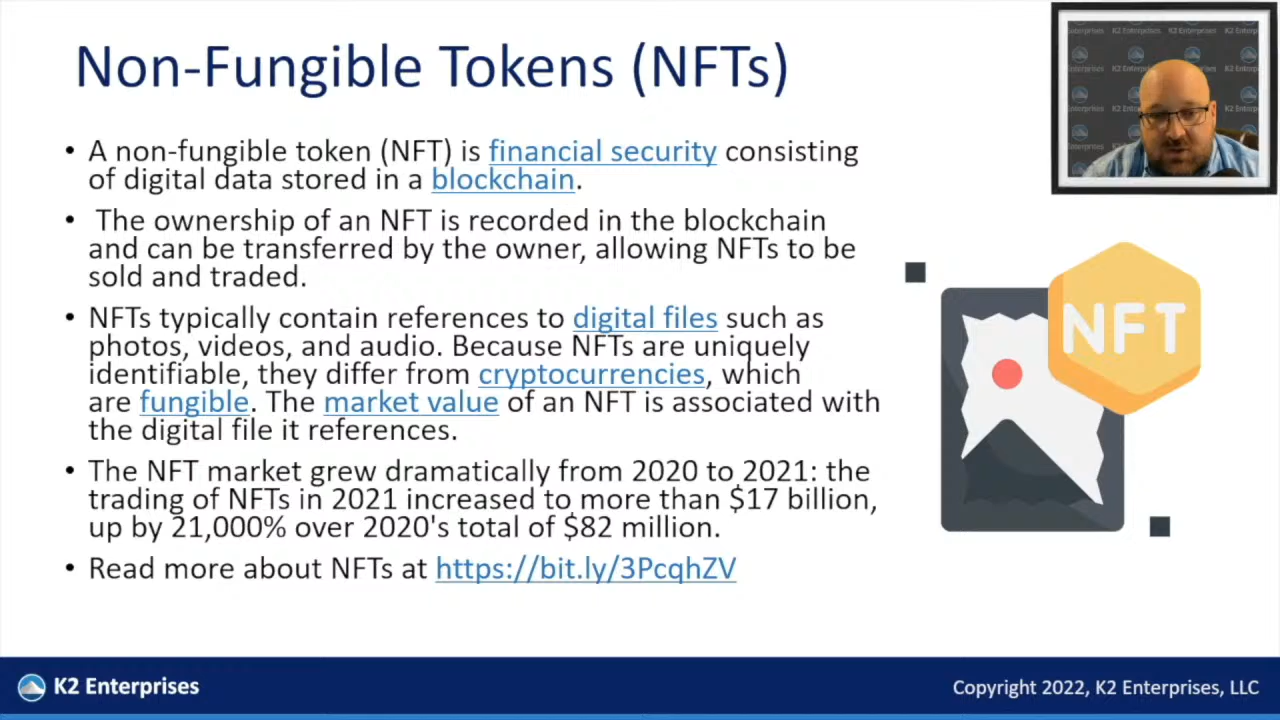 Non-Fungible Tokens (NFTs)
• A non-fungible token (NFT) is financial security consisting
of digital data stored in a blockchain.
• The ownership of an NFT is recorded in the blockchain
and can be transferred by the owner, allowing NFTs to be
sold and traded.
• NFTs typically contain references to digital files such as
photos, videos, and audio. Because NFTs are uniquely
identifiable, they differ from cryptocurrencies, which
are fungible. The market value of an NFT is associated with
the digital file it references.
• The NFT market grew dramatically from 2020 to 2021: the
trading of NFTs in 2021 increased to more than $17 billion,
up by 21,000% over 2020's total of $82 million.
• Read more about NFTs at https://bit.ly/3PcqhZV
NFT
K2 Enterprises
Copyright 2022, K2 Enterprises, LLC